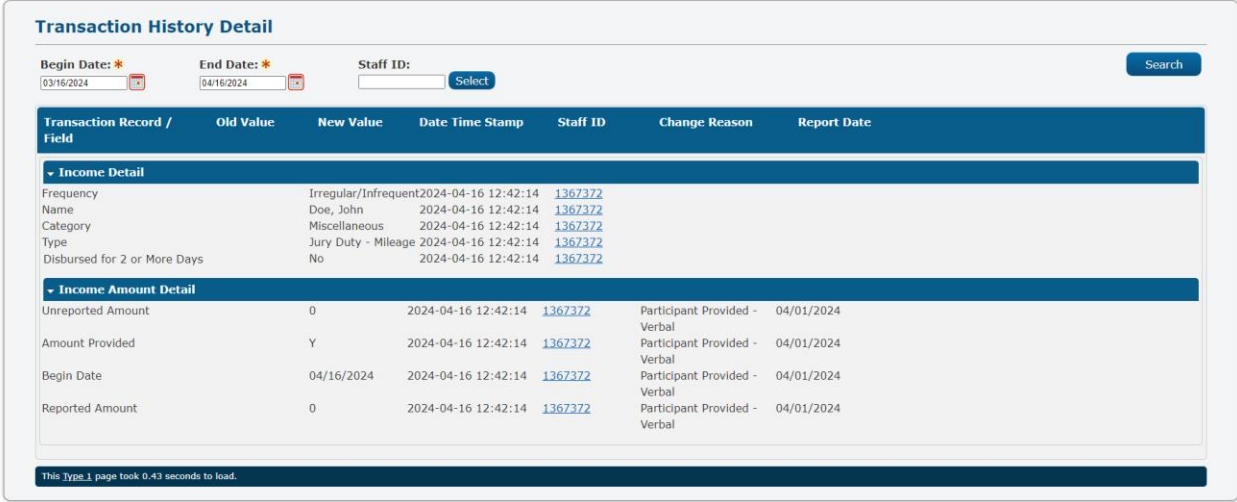 Transaction History Detail
Begin Date: * End Date: * Staff ID:
03/16/2024 04/16/2024 Select Search
Transaction Record / Old Value New Value Date Time Stamp Staff ID Change Reason Report Date
Field
Income Detail
Frequency Irregular/Infrequent 2024-04-16 12:42:14 1367372
Name Doe, John 2024-04-16 12:42:14 1367372
Category Miscellaneous 2024-04-16 12:42:14 1367372
Type Jury Duty - Mileage 2024-04-16 12:42:14 1367372
Disbursed for 2 or More Days No 2024-04-16 12:42:14 1367372
Income Amount Detail
Unreported Amount 0 2024-04-16 12:42:14 1367372 Participant Provided - 04/01/2024
Verbal
Amount Provided Y 2024-04-16 12:42:14 1367372 Participant Provided - 04/01/2024
Verbal
Begin Date 04/16/2024 2024-04-16 12:42:14 1367372 Participant Provided - 04/01/2024
Verbal
Reported Amount 0 2024-04-16 12:42:14 1367372 Participant Provided - 04/01/2024
Verbal
This Type 1 page took 0.43 seconds to load.